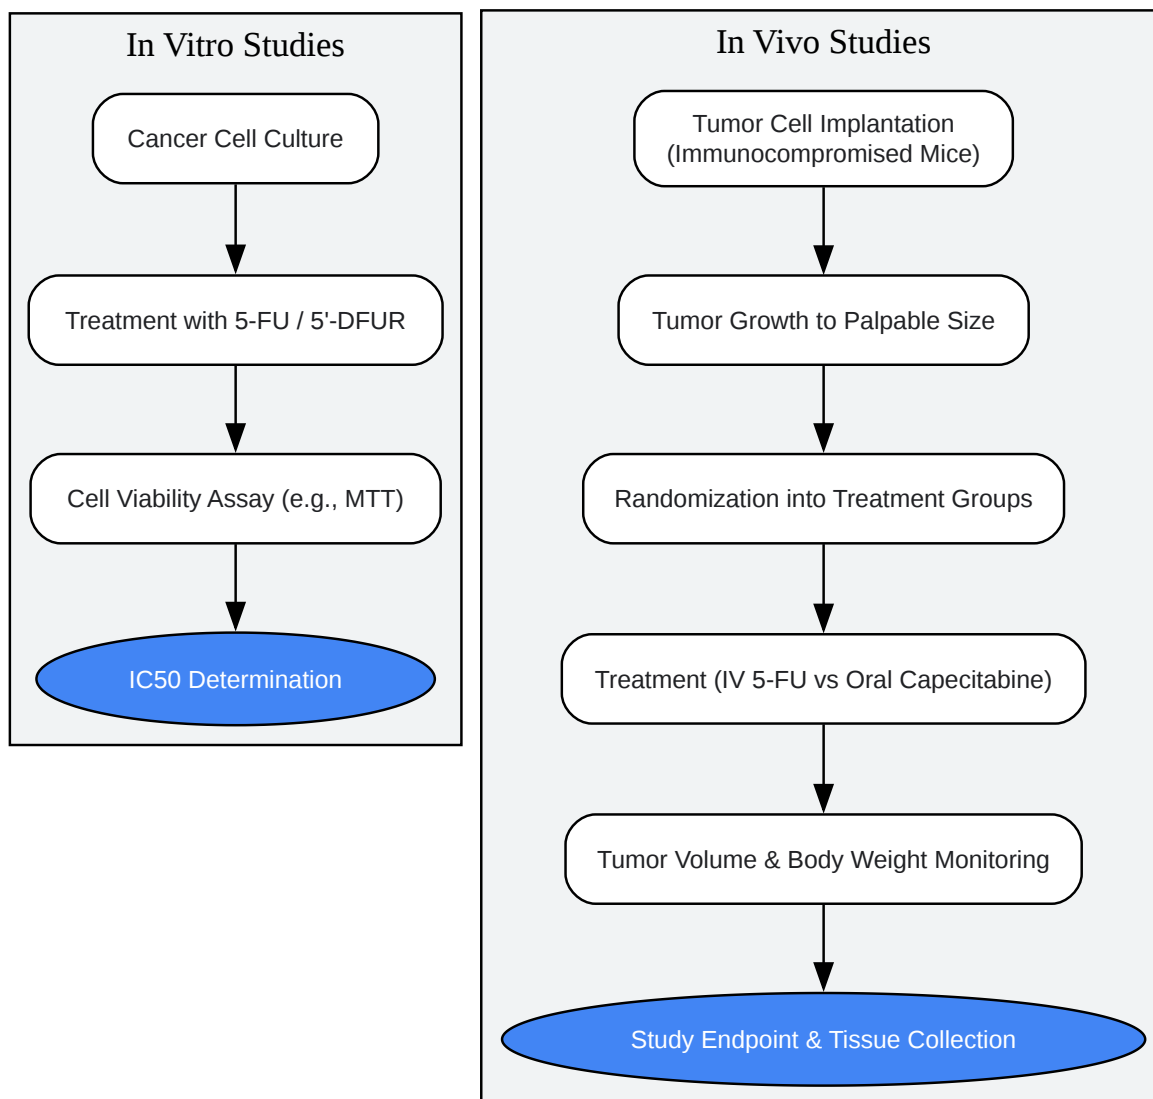 In Vitro Studies
Cancer Cell Culture
Treatment with 5-FU / 5'-DFUR
Cell Viability Assay (e.g., MTT)
IC50 Determination
In Vivo Studies
Tumor Cell Implantation
(Immunocompromised Mice)
Tumor Growth to Palpable Size
Randomization into Treatment Groups
Treatment (IV 5-FU vs Oral Capecitabine)
Tumor Volume & Body Weight Monitoring
Study Endpoint & Tissue Collection